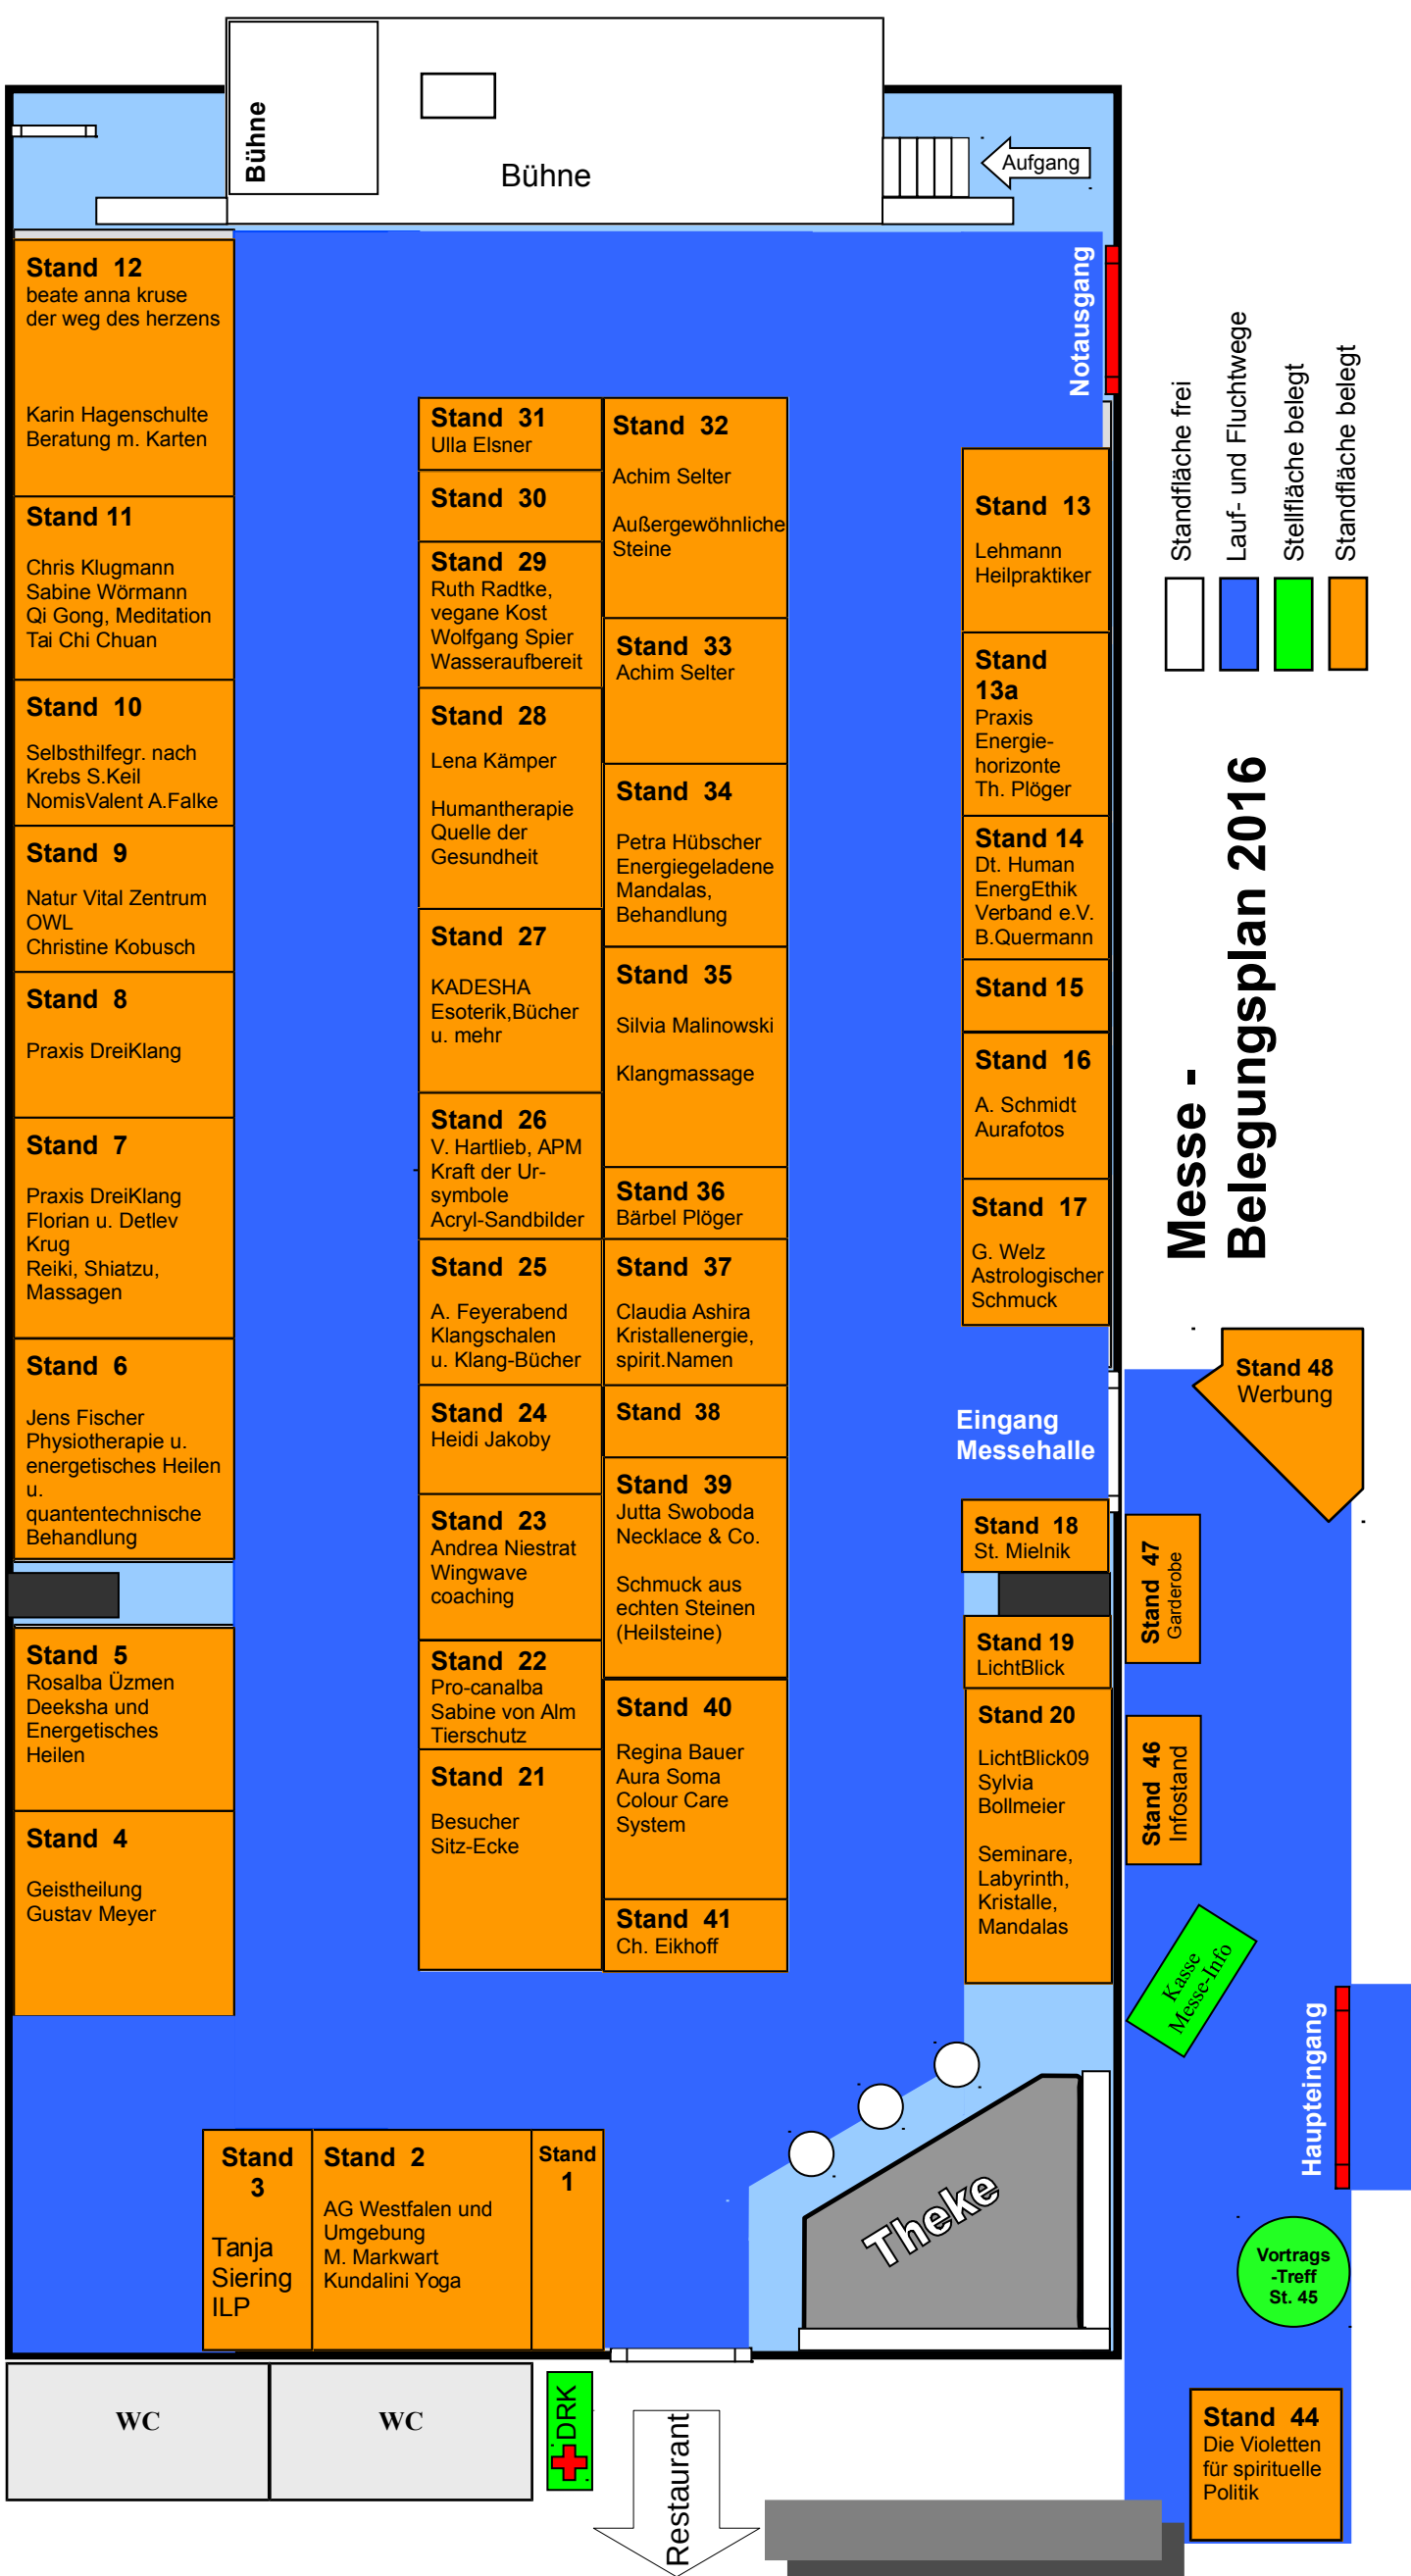 Bühne
Bühne
Aufgang
Notausgang
Stand 12
beate anna kruse
der weg des herzens
Karin Hagenschulte
Beratung m. Karten
Stand 11
Chris Klugmann
Sabine Wörmann
Qi Gong, Meditation
Tai Chi Chuan
Stand 10
Selbsthilfegr. nach
Krebs S.Keil
NomisValent A.Falke
Stand 9
Natur Vital Zentrum
OWL
Christine Kobusch
Stand 8
Praxis DreiKlang
Stand 7
Praxis DreiKlang
Florian u. Detlev
Krug
Reiki, Shiatzu,
Massagen
Stand 6
Jens Fischer
Physiotherapie u.
energetisches Heilen
u.
quantentechnische
Behandlung
Stand 5
Rosalba Üzmen
Deeksha und
Energetisches
Heilen
Stand 4
Geistheilung
Gustav Meyer
Stand 31
Ulla Elsner
Stand 30
Stand 29
Ruth Radtke,
vegane Kost
Wolfgang Spier
Wasseraufbereit
Stand 28
Lena Kämper
Humantherapie
Quelle der
Gesundheit
Stand 27
KADESHA
Esoterik,Bücher
u. mehr
Stand 26
V. Hartlieb, APM
Kraft der Ur-
symbole
Acryl-Sandbilder
Stand 25
A. Feyerabend
Klangschalen
u. Klang-Bücher
Stand 24
Heidi Jakoby
Stand 23
Andrea Niestrat
Wingwave
coaching
Stand 22
Pro-canalba
Sabine von Alm
Tierschutz
Stand 21
Besucher
Sitz-Ecke
Stand 32
Achim Selter
Außergewöhnliche
Steine
Stand 33
Achim Selter
Stand 34
Petra Hübscher
Energiegeladene
Mandalas,
Behandlung
Stand 35
Silvia Malinowski
Klangmassage
Stand 36
Bärbel Plöger
Stand 37
Claudia Ashira
Kristallenergie,
spirit.Namen
Stand 38
Stand 39
Jutta Swoboda
Necklace & Co.
Schmuck aus
echten Steinen
(Heilsteine)
Stand 40
Regina Bauer
Aura Soma
Colour Care
System
Stand 41
Ch. Eikhoff
Stand 13
Lehmann
Heilpraktiker
Stand
13a
Praxis
Energie-
horizonte
Th. Plöger
Stand 14
Dt. Human
EnergEthik
Verband e.V.
B.Quermann
Stand 15
Stand 16
A. Schmidt
Aurafotos
Stand 17
G. Welz
Astrologischer
Schmuck
Eingang
Messehalle
Stand 18
St. Mielnik
Stand 19
LichtBlick
Stand 20
LichtBlick09
Sylvia
Bollmeier
Seminare,
Labyrinth,
Kristalle,
Mandalas
Standfläche frei
Lauf- und Fluchtwege
Stellfläche belegt
Standfläche belegt
Messe -
Belegungsplan 2016
Stand 48
Werbung
Stand 47
Garderobe
Stand 46
Infostand
Kasse
Messe-Info
Haupteingang
Vortrags
-Treff
St. 45
Stand 44
Die Violetten
für spirituelle
Politik
Stand
3
Tanja
Siering
ILP
Stand 2
AG Westfalen und
Umgebung
M. Markwart
Kundalini Yoga
Stand
1
Theke
WC
WC
DRK
Restaurant